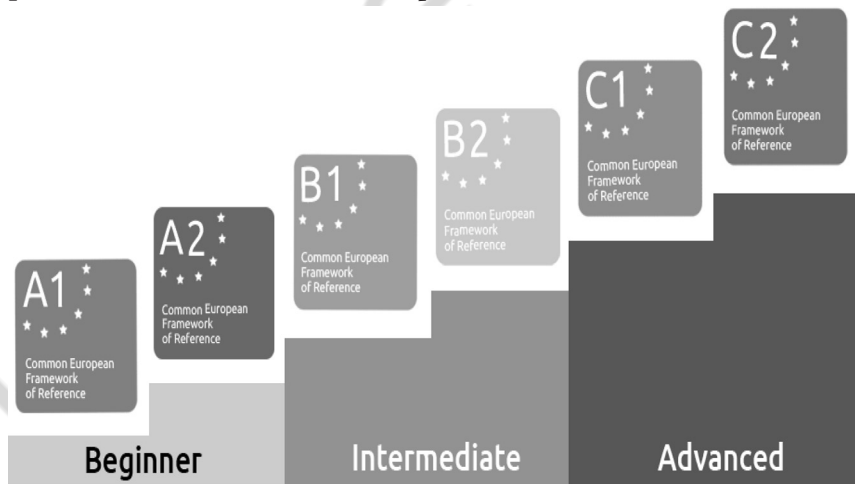 A1
Common European
Framework
of Reference
A2
Common European
Framework
of Reference
B1
Common European
Framework
of Reference
B2
Common European
Framework
of Reference
C1
Common European
Framework
of Reference
C2
Common European
Framework
of Reference
Beginner
Intermediate
Advanced